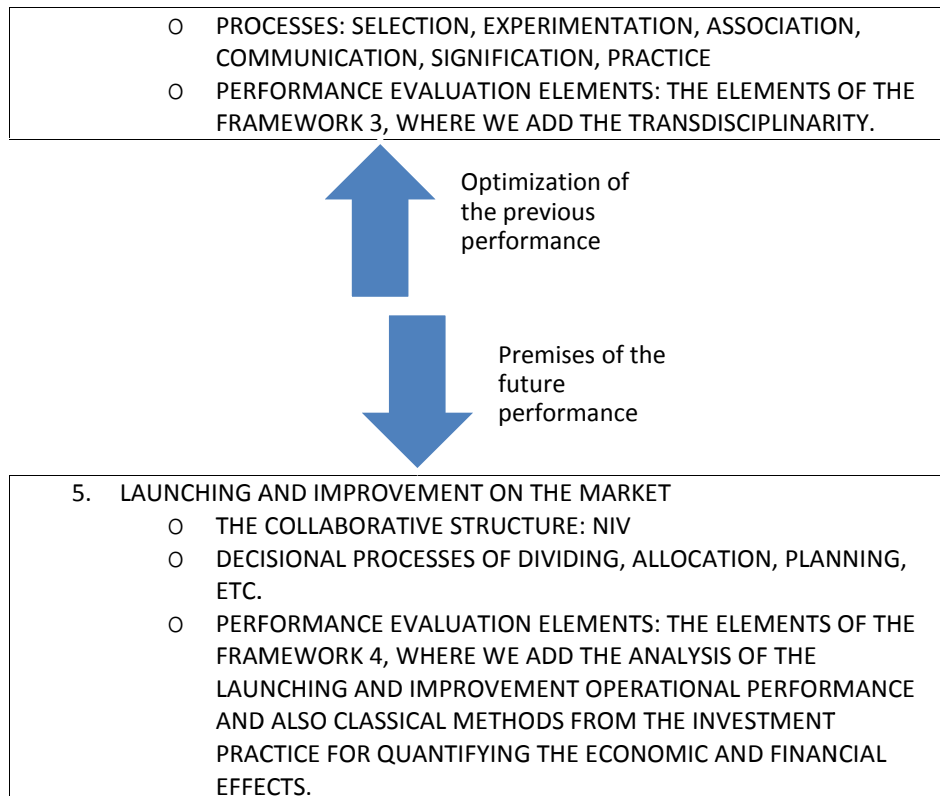 O PROCESSES: SELECTION, EXPERIMENTATION, ASSOCIATION,
COMMUNICATION, SIGNIFICATION, PRACTICE
O PERFORMANCE EVALUATION ELEMENTS: THE ELEMENTS OF THE
FRAMEWORK 3, WHERE WE ADD THE TRANSDISCIPLINARITY.
Optimization of
the previous
performance
Premises of the
future
performance
5. LAUNCHING AND IMPROVEMENT ON THE MARKET
O THE COLLABORATIVE STRUCTURE: NIV
O DECISIONAL PROCESSES OF DIVIDING, ALLOCATION, PLANNING,
ETC.
O PERFORMANCE EVALUATION ELEMENTS: THE ELEMENTS OF THE
FRAMEWORK 4, WHERE WE ADD THE ANALYSIS OF THE
LAUNCHING AND IMPROVEMENT OPERATIONAL PERFORMANCE
AND ALSO CLASSICAL METHODS FROM THE INVESTMENT
PRACTICE FOR QUANTIFYING THE ECONOMIC AND FINANCIAL
EFFECTS.